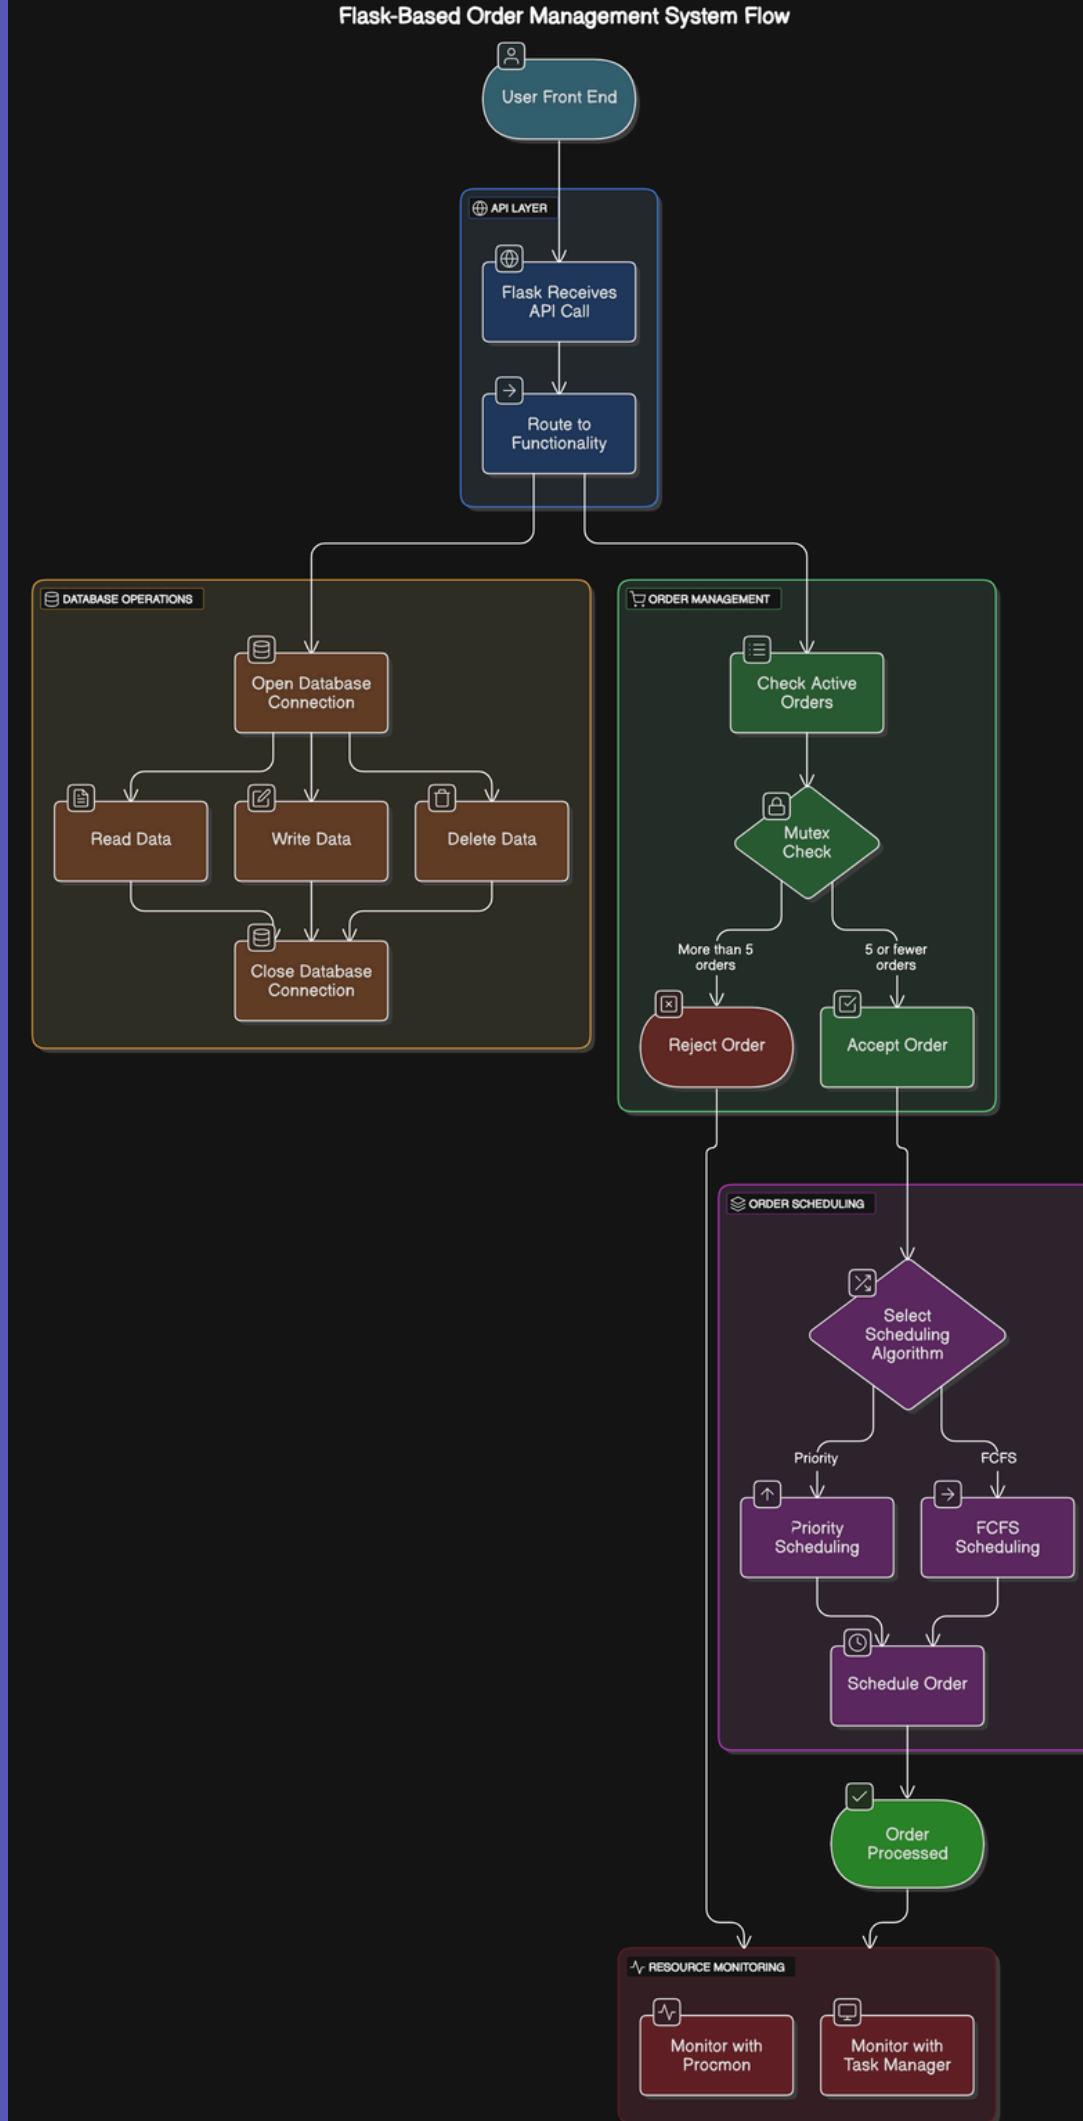 Flask-Based Order Management System Flow
User Front End
API LAYER
Flask Receives
API Call
Route to
Functionality
DATABASE OPERATIONS
Open Database
Connection
Read Data
Write Data
Delete Data
Close Database
Connection
ORDER MANAGEMENT
Check Active
Orders
Mutex
Check
More than 5
orders
5 or fewer
orders
Reject Order
Accept Order
ORDER SCHEDULING
Select
Scheduling
Algorithm
Priority
FCFS
Priority
Scheduling
FCFS
Scheduling
Schedule Order
Order
Processed
RESOURCE MONITORING
Monitor with
Procmon
Monitor with
Task Manager